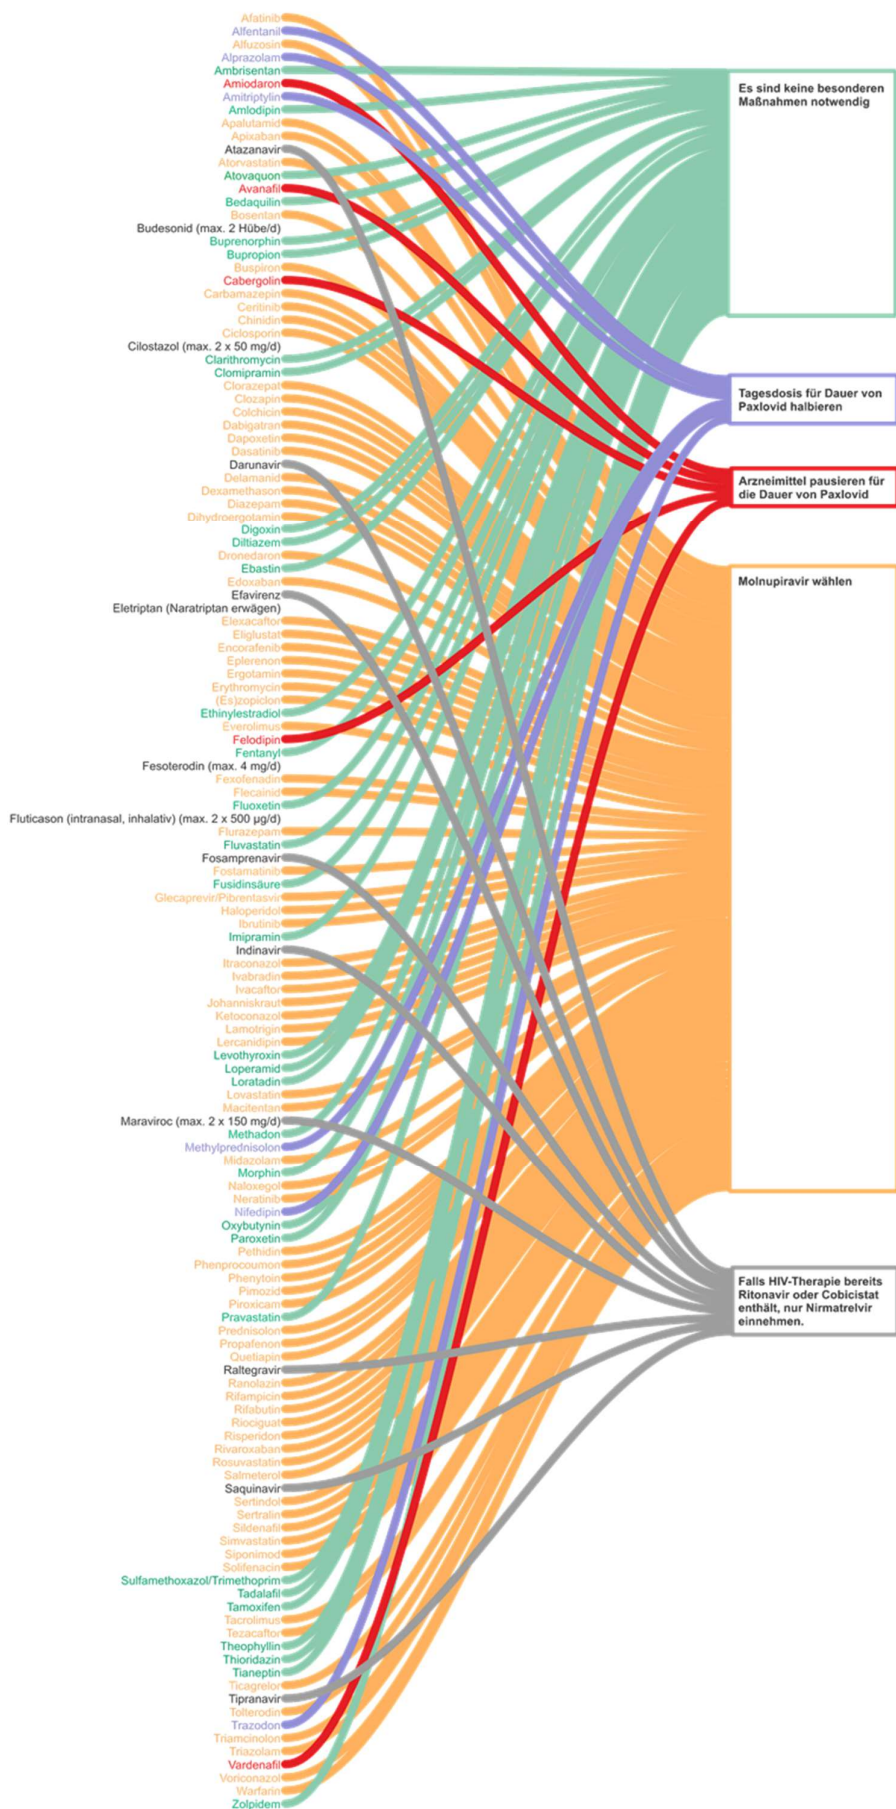 Afatinib
Alfentanil
Alfuzosin
Alprazolam
Ambrisentan
Amiodaron
Amitriptylin
Amlodipin
Apalutamid
Apixaban
Atazanavir
Atorvastatin
Atovaquon
Avanafil
Bedaquilin
Bosentan
Budesonid (max. 2 Hübe/d)
Buprenorphin
Bupropion
Buspiron
Cabergolin
Carbamazepin
Ceritinib
Chinidin
Ciclosporin
Cilostazol (max. 2 x 50 mg/d)
Clarithromycin
Clomipramin
Clorazepat
Clozapin
Colchicin
Dabigatran
Dapoxetin
Dasatinib
Darunavir
Delamanid
Dexamethason
Diazepam
Dihydroergotamin
Digoxin
Diltiazem
Dronedaron
Ebastin
Edoxaban
Efavirenz
Eletriptan (Naratriptan erwägen)
Elexacaftor
Eliglustat
Encorafenib
Eplerenon
Ergotamin
Erythromycin
(Es)zopiclon
Ethinylestradiol
Everolimus
Felodipin
Fentanyl
Fesoterodin (max. 4 mg/d)
Fexofenadin
Flecainid
Fluoxetin
Fluticason (intranasal, inhalativ) (max. 2 x 500 µg/d)
Flurazepam
Fluvastatin
Fosamprenavir
Fostamatinib
Fusidinsäure
Glecaprevir/Pibrentasvir
Haloperidol
Ibrutinib
Imipramin
Indinavir
Itraconazol
Ivabradin
Ivacaftor
Johanniskraut
Ketoconazol
Lamotrigin
Lercanidipin
Levothyroxin
Loperamid
Loratadin
Lovastatin
Macitentan
Maraviroc (max. 2 x 150 mg/d)
Methadon
Methylprednisolon
Midazolam
Morphin
Naloxegol
Neratinib
Nifedipin
Oxybutynin
Paroxetin
Pethidin
Phenprocoumon
Phenytoin
Pimozid
Piroxicam
Pravastatin
Prednisolon
Propafenon
Quetiapin
Raltegravir
Ranolazin
Rifampicin
Rifabutin
Riociguat
Risperidon
Rivaroxaban
Rosuvastatin
Salmeterol
Saquinavir
Sertindol
Sertralin
Sildenafil
Simvastatin
Siponimod
Solifenacin
Sulfamethoxazol/Trimethoprim
Tadalafil
Tamoxifen
Tacrolimus
Tezacaftor
Theophyllin
Thioridazin
Tianeptin
Ticagrelor
Tipranavir
Tolterodin
Trazodon
Triamcinolon
Triazolam
Vardenafil
Voriconazol
Warfarin
Zolpidem
Es sind keine besonderen
Maßnahmen notwendig
Tagesdosis für Dauer von
Paxlovid halbieren
Arzneimittel pausieren für
die Dauer von Paxlovid
Molnupiravir wählen
Falls HIV-Therapie bereits
Ritonavir oder Cobicistat
enthält, nur Nirmatrelvir
einnehmen.